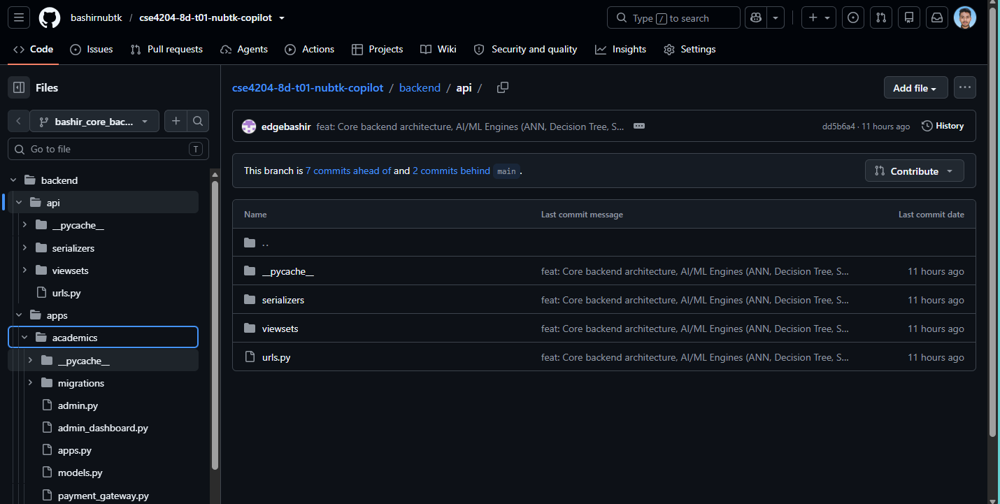 bashirnubtk / cse4204-8d-t01-nubtk-copilot
Type / to search
Code Issues Pull requests Agents Actions Projects Wiki Security and quality Insights Settings
Files
bashir_core_bac...
Go to file T
backend
api
__pycache__
serializers
viewsets
urls.py
apps
academics
__pycache__
migrations
admin.py
admin_dashboard.py
apps.py
models.py
payment_gateway.py
cse4204-8d-t01-nubtk-copilot / backend / api /
Add file
edgebashir feat: Core backend architecture, AI/ML Engines (ANN, Decision Tree, S... dd5b6a4 · 11 hours ago History
This branch is 7 commits ahead of and 2 commits behind main .
Contribute
Name Last commit message Last commit date
..
__pycache__ feat: Core backend architecture, AI/ML Engines (ANN, Decision Tree, S... 11 hours ago
serializers feat: Core backend architecture, AI/ML Engines (ANN, Decision Tree, S... 11 hours ago
viewsets feat: Core backend architecture, AI/ML Engines (ANN, Decision Tree, S... 11 hours ago
urls.py feat: Core backend architecture, AI/ML Engines (ANN, Decision Tree, S... 11 hours ago